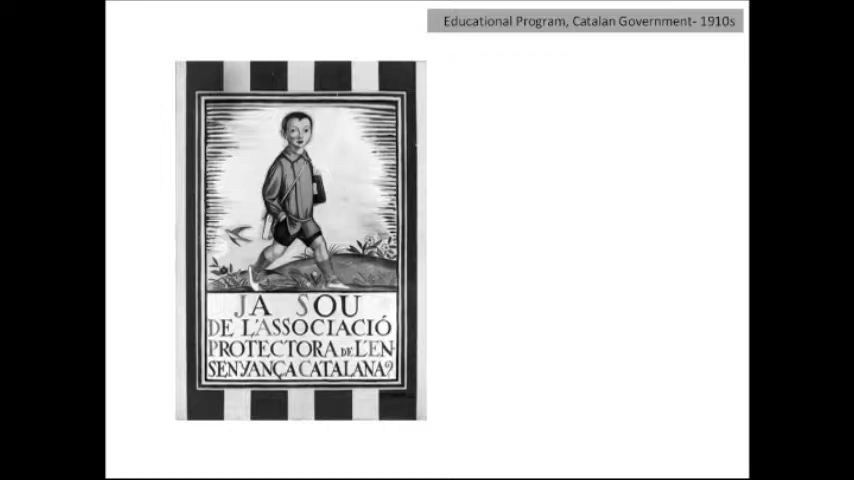 Educational Program, Catalan Government- 1910s
JA SOU
DE L'ASSOCIACIÓ
PROTECTORA DE L'EN
SENYANÇA CATALANA?